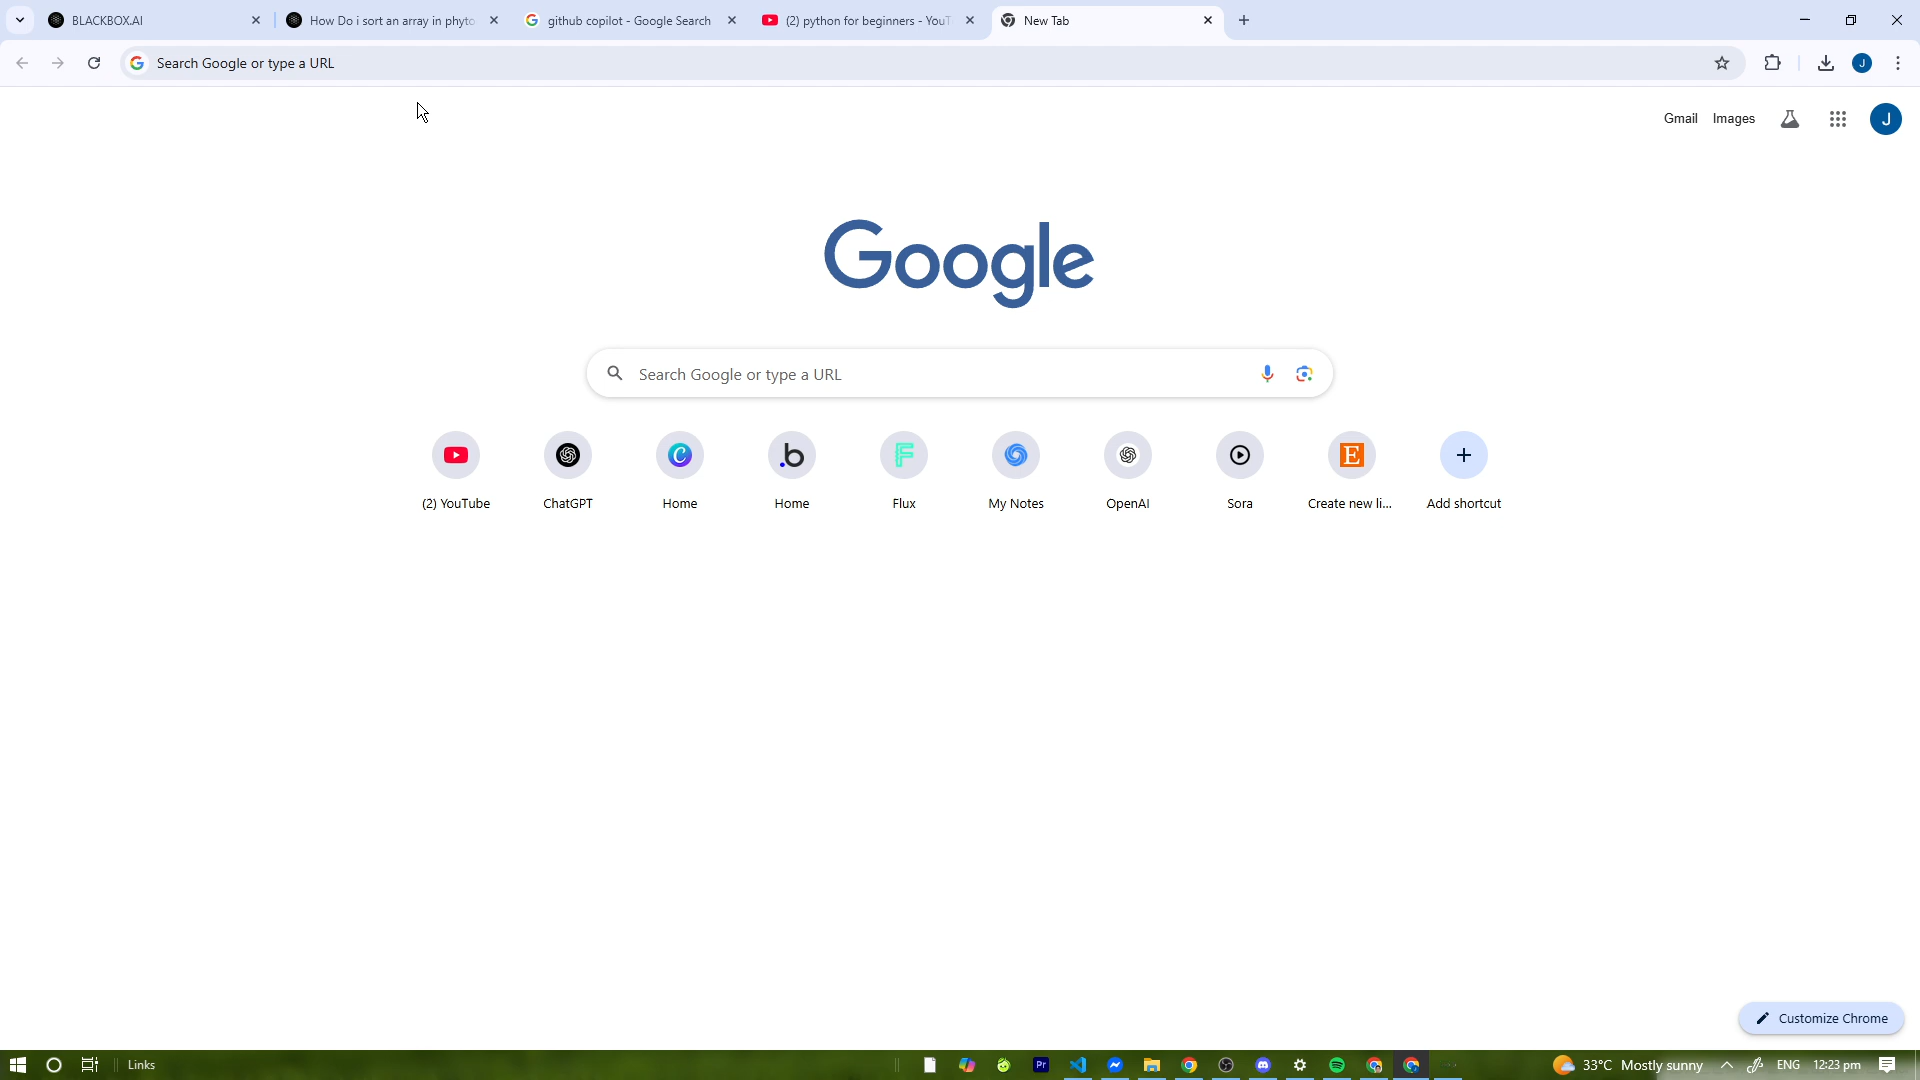 BLACKBOX.AI
How Do i sort an array in phyto
github copilot - Google Search
(2) python for beginners - YouT
New Tab
Search Google or type a URL
J
Gmail
Images
J
Google
Search Google or type a URL
(2) YouTube
ChatGPT
Home
Home
Flux
My Notes
OpenAI
Sora
Create new li...
Add shortcut
Customize Chrome
Links
Pr
33°C Mostly sunny
ENG
12:23 pm